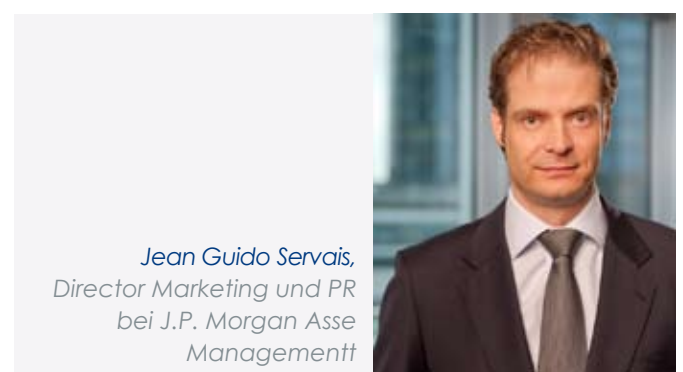 Jean Guido Servais,
Director Marketing und PR
bei J.P. Morgan Asse
Managementt